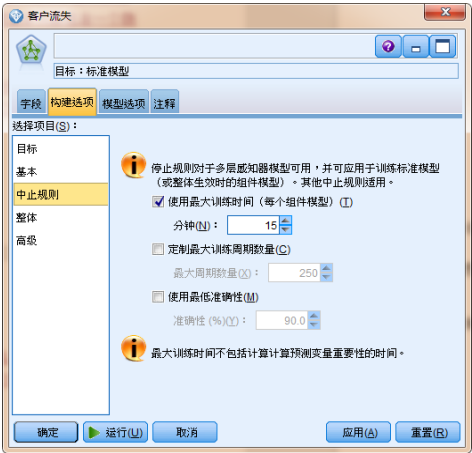 客户流失
目标：标准模型
字段 构建选项 模型选项 注释
选择项目(S)：
目标
基本
中止规则
整体
高级
停止规则对于多层感知器模型可用，并可应用于训练标准模型
（或整体生效时的组件模型）。其他中止规则适用。
使用最大训练时间（每个组件模型）(T)
分钟(N)： 15
定制最大训练周期数量(C)
最大周期数量(X)： 250
使用最低准确性(M)
准确性 (%)(Y)： 90.0
最大训练时间不包括计算计算预测变量重要性的时间。
确定 运行(U) 取消 应用(A) 重置(R)